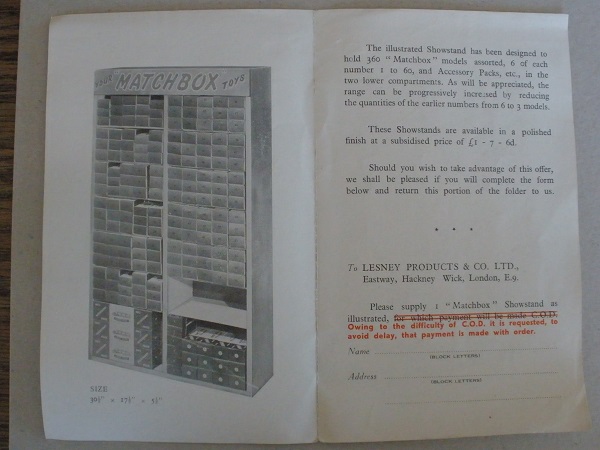 MATCHBOX TOYS
SIZE
The illustrated Showstand has been designed to
hold 360 "Matchbox" models assorted, 6 of each
number 1 to 60, and Accessory Packs, etc., in the
two lower compartments. As will be appreciated, the
range can be progressively increased by reducing
the quantities of the earlier numbers from 6 to 3 models.
These Showstands are available in a polished
finish at a subsidised price of £1 - 7 - 6d.
Should you wish to take advantage of this offer,
we shall be pleased if you will complete the form
below and return this portion of the folder to us.
* * *
To LESNEY PRODUCTS & CO. LTD.,
Eastway, Hackney Wick, London, E.9.
Please supply 1 "Matchbox" Showstand as
illustrated, for which payment will be made C.O.D.
Owing to the difficulty of C.O.D. it is requested, to
avoid delay, that payment is made with order.
Name
(BLOCK LETTERS)
Address
(BLOCK LETTERS)